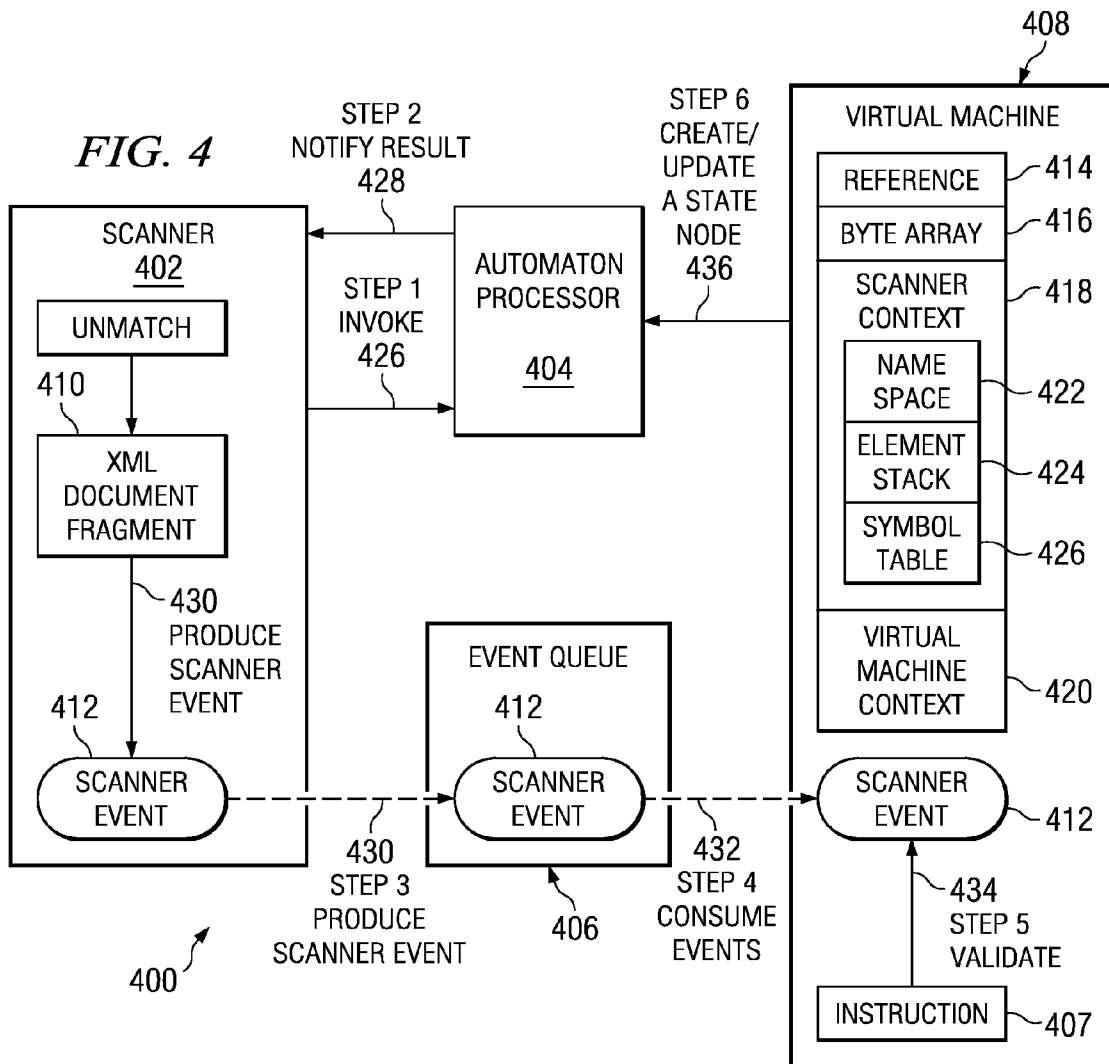 FIG. 4
408
VIRTUAL MACHINE
REFERENCE
414
BYTE ARRAY
416
SCANNER
CONTEXT
418
NAME
SPACE
422
ELEMENT
STACK
424
SYMBOL
TABLE
426
VIRTUAL
MACHINE
CONTEXT
420
STEP 2
NOTIFY RESULT
428
STEP 6
CREATE/
UPDATE
A STATE
NODE
436
SCANNER
402
UNMATCH
410
XML
DOCUMENT
FRAGMENT
430
PRODUCE
SCANNER
EVENT
412
SCANNER
EVENT
STEP 1
INVOKE
426
AUTOMATON
PROCESSOR
404
EVENT QUEUE
412
SCANNER
EVENT
406
430
STEP 3
PRODUCE
SCANNER EVENT
432
STEP 4
CONSUME
EVENTS
SCANNER
EVENT
412
434
STEP 5
VALIDATE
INSTRUCTION
407
400